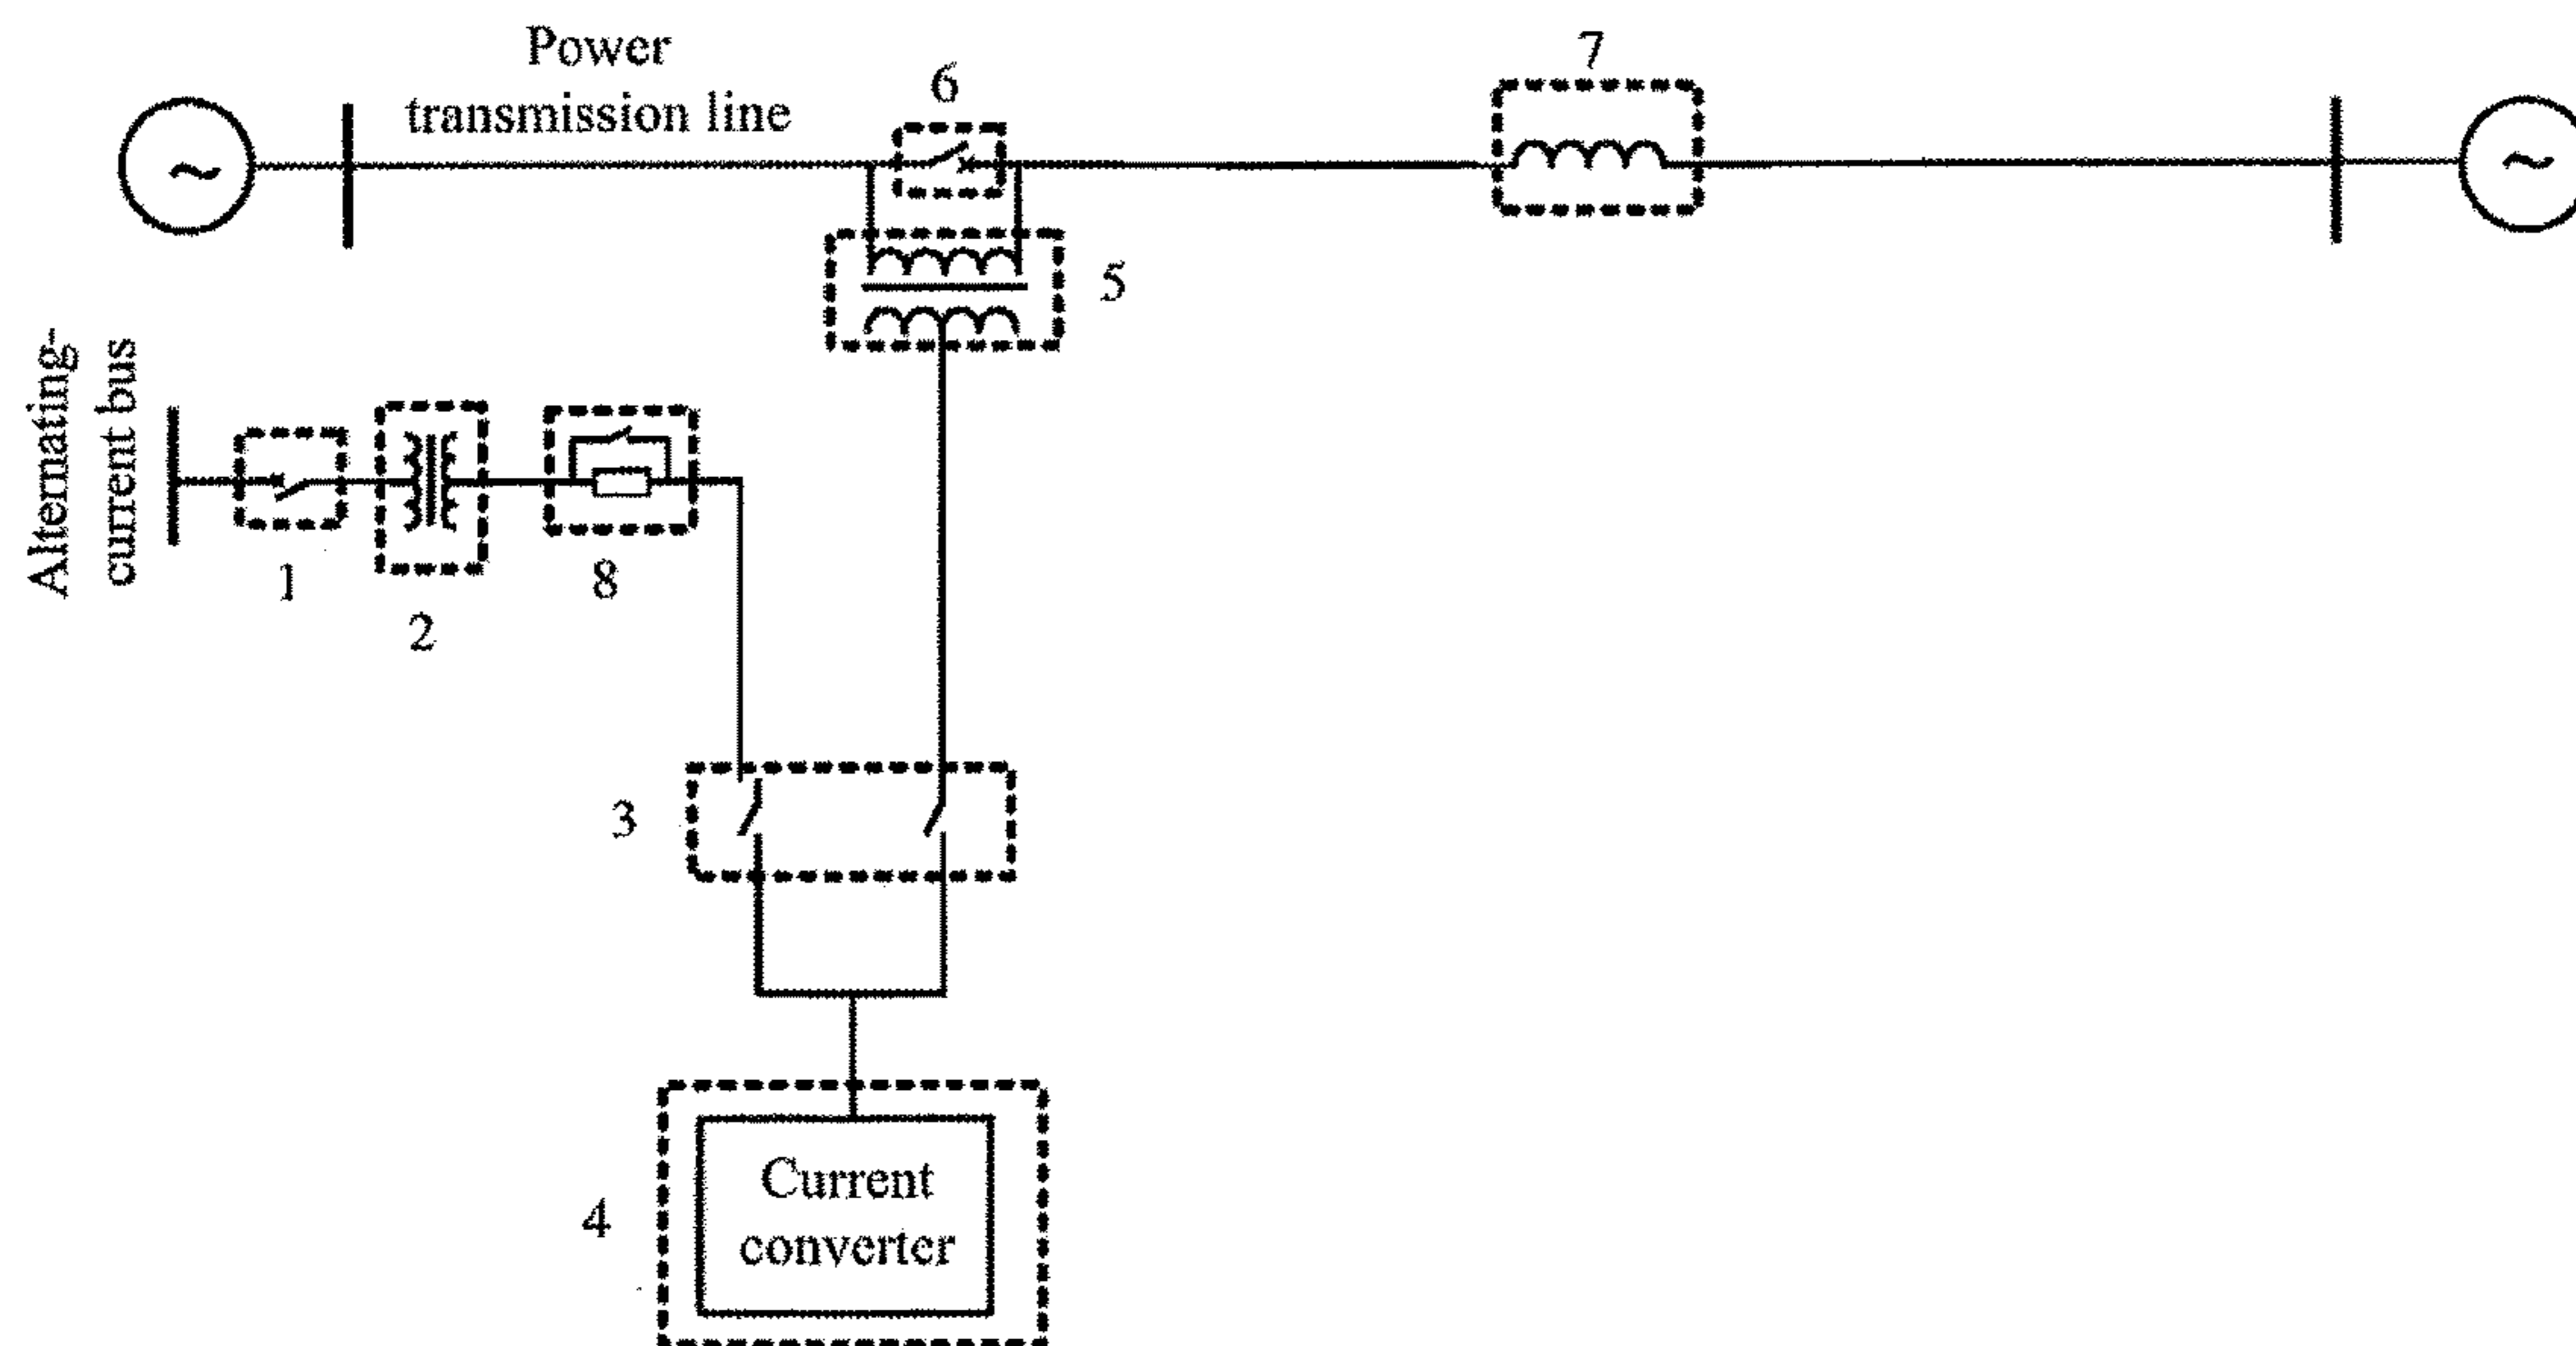 Power
transmission line
6
7
5
Alternating-
current bus
1
2
8
3
4
Current
converter